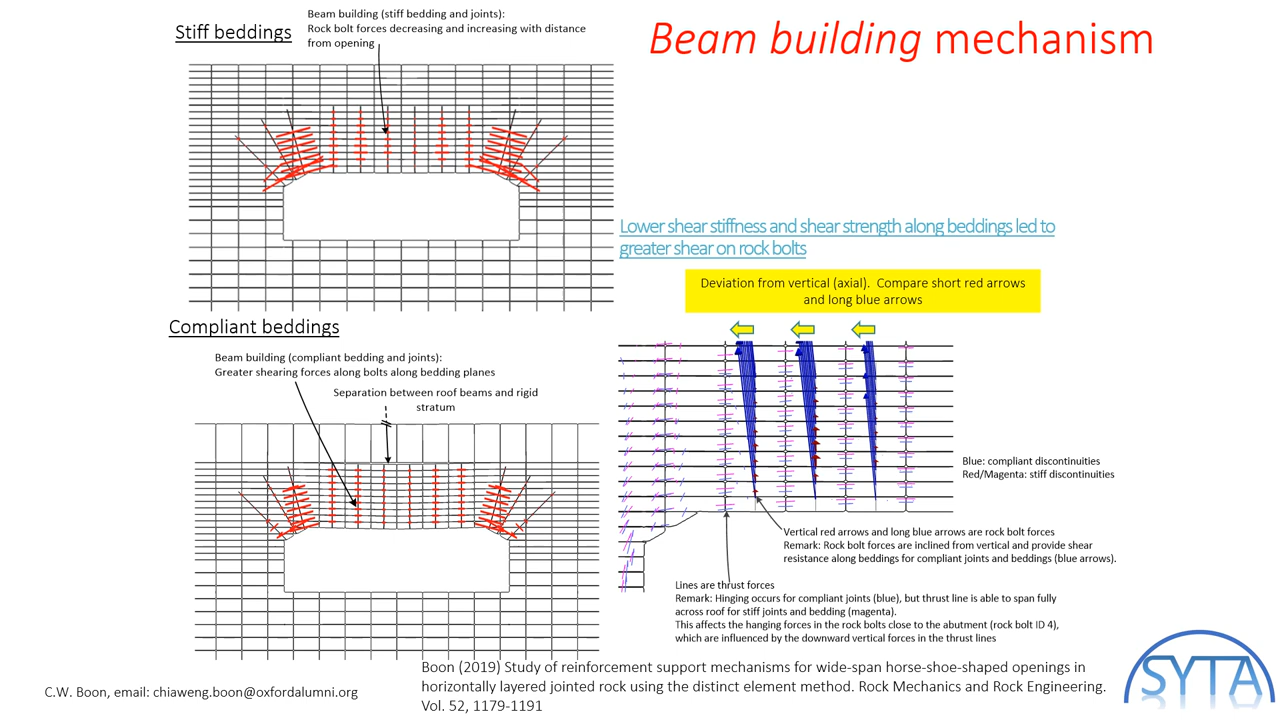 Stiff beddings
Beam building (stiff bedding and joints):
Rock bolt forces decreasing and increasing with distance
from opening
Beam building mechanism
Lower shear stiffness and shear strength along beddings led to
greater shear on rock bolts
Deviation from vertical (axial).  Compare short red arrows
and long blue arrows
Compliant beddings
Beam building (compliant bedding and joints):
Greater shearing forces along bolts along bedding planes
Separation between roof beams and rigid
stratum
Blue: compliant discontinuities
Red/Magenta: stiff discontinuities
Vertical red arrows and long blue arrows are rock bolt forces
Remark: Rock bolt forces are inclined from vertical and provide shear
resistance along beddings for compliant joints and beddings (blue arrows).
Lines are thrust forces
Remark: Hinging occurs for compliant joints (blue), but thrust line is able to span fully
across roof for stiff joints and bedding (magenta).
This affects the hanging forces in the rock bolts close to the abutment (rock bolt ID 4),
which are influenced by the downward vertical forces in the thrust lines
Boon (2019) Study of reinforcement support mechanisms for wide-span horse-shoe-shaped openings in
horizontally layered jointed rock using the distinct element method. Rock Mechanics and Rock Engineering.
Vol. 52, 1179-1191
C.W. Boon, email: chiaweng.boon@oxfordalumni.org
SYTA